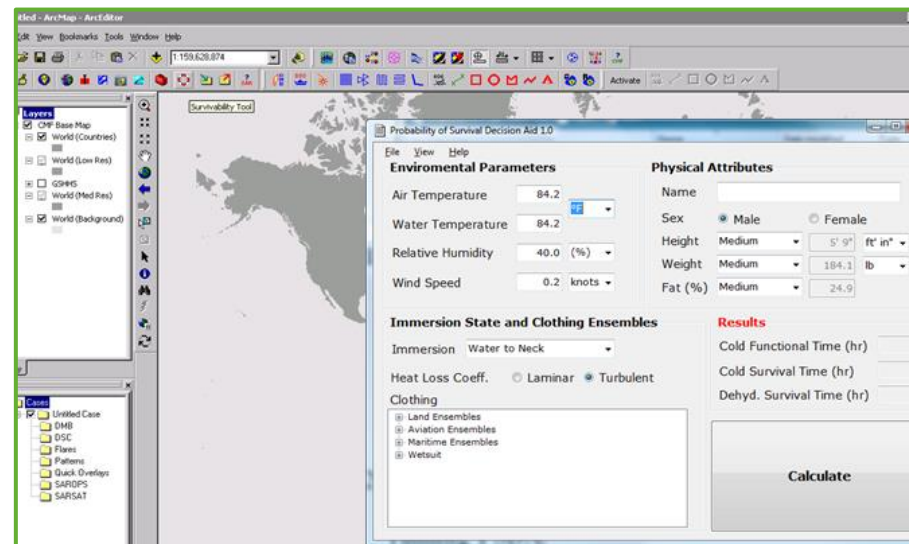 ntitled - ArcMap - ArcEditor
Edit View Bookmarks Tools Window Help
1:159,628,874
Activate
Survivability Tool
Layers
CMF Base Map
World (Countries)
World (Low Res)
GSHHS
World (Med Res)
World (Background)
Cases
Untitled Case
DMB
DSC
Flares
Patterns
Quick Overlays
SAROPS
SARSAT
Probability of Survival Decision Aid 1.0
File View Help
Enviromental Parameters
Air Temperature 84.2
°F
Water Temperature 84.2
Relative Humidity 40.0 (%)
Wind Speed 0.2 knots
Physical Attributes
Name
Sex Male Female
Height Medium 5' 9" ft' in"
Weight Medium 184.1 lb
Fat (%) Medium 24.9
Immersion State and Clothing Ensembles
Immersion Water to Neck
Heat Loss Coeff. Laminar Turbulent
Clothing
Land Ensembles
Aviation Ensembles
Maritime Ensembles
Wetsuit
Results
Cold Functional Time (hr)
Cold Survival Time (hr)
Dehyd. Survival Time (hr)
Calculate